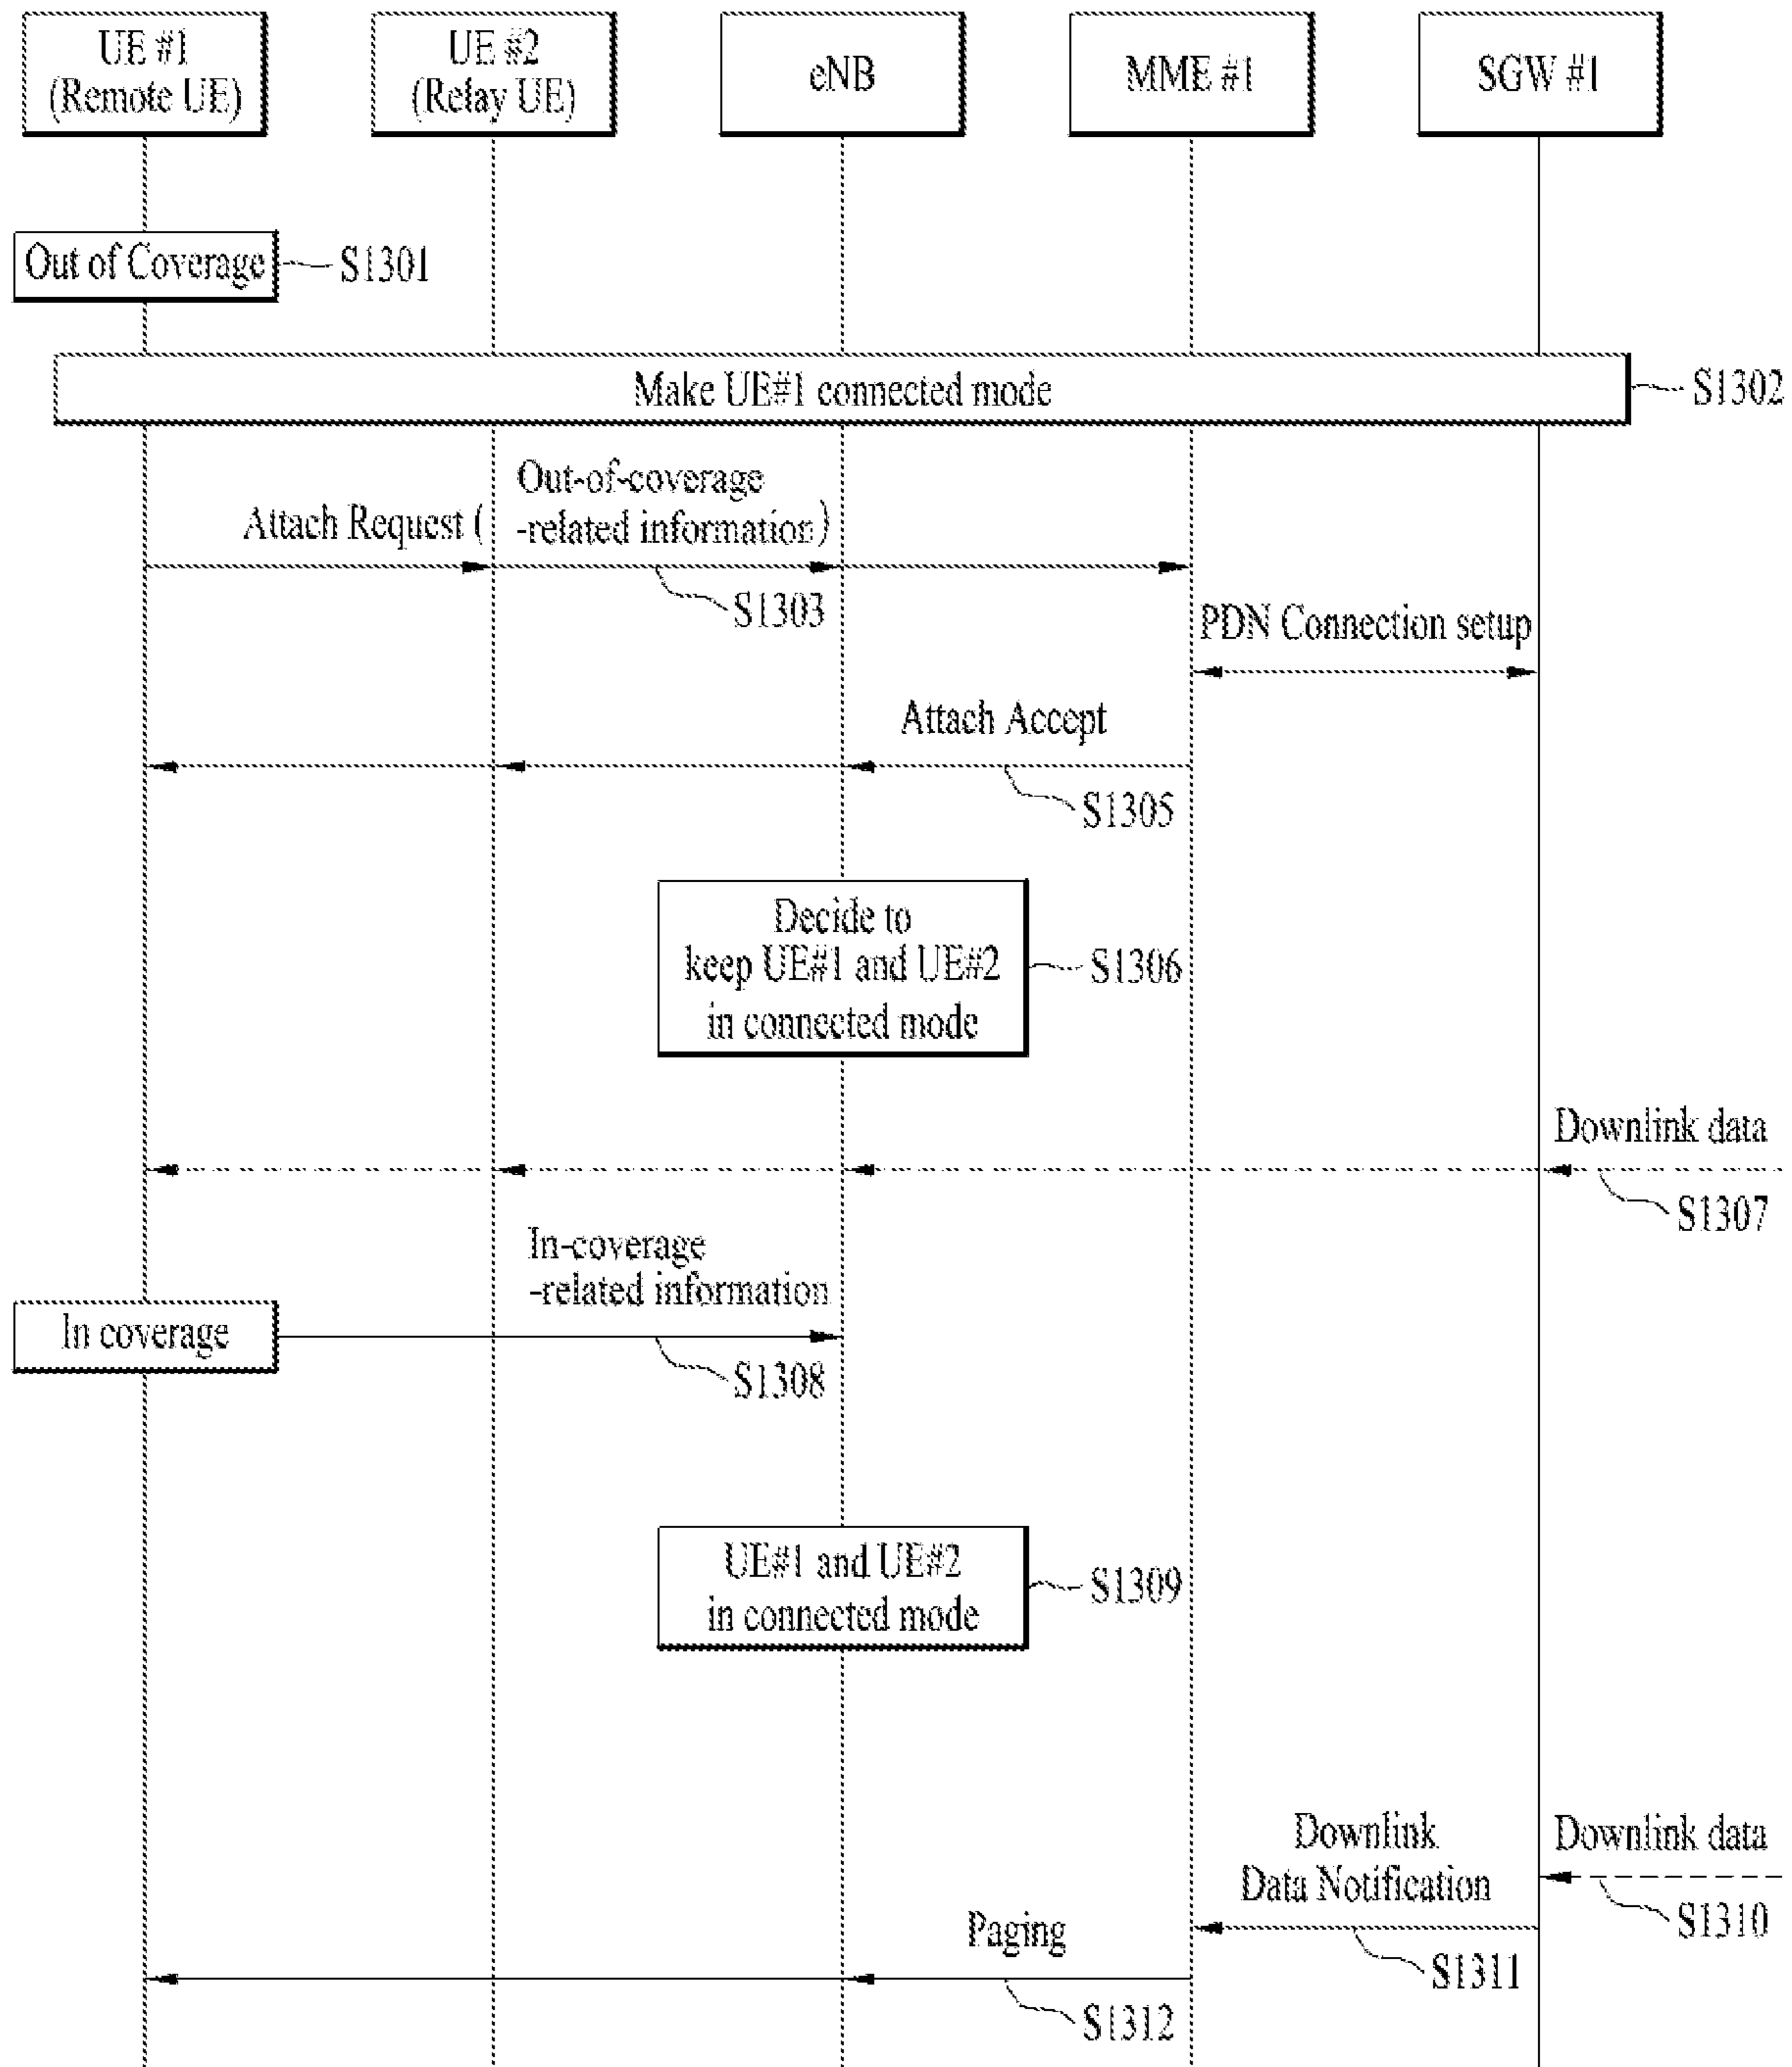 UE #1
(Remote UE)
UE #2
(Relay UE)
eNB
MME #1
SGW #1
Out of Coverage
S1301
Make UE#1 connected mode
S1302
Attach Request (
Out-of-coverage
-related information)
S1303
PDN Connection setup
Attach Accept
S1305
Decide to
keep UE#1 and UE#2
in connected mode
S1306
Downlink data
S1307
In-coverage
-related information
In coverage
S1308
UE#1 and UE#2
in connected mode
S1309
Downlink data
S1310
Downlink
Data Notification
S1311
Paging
S1312